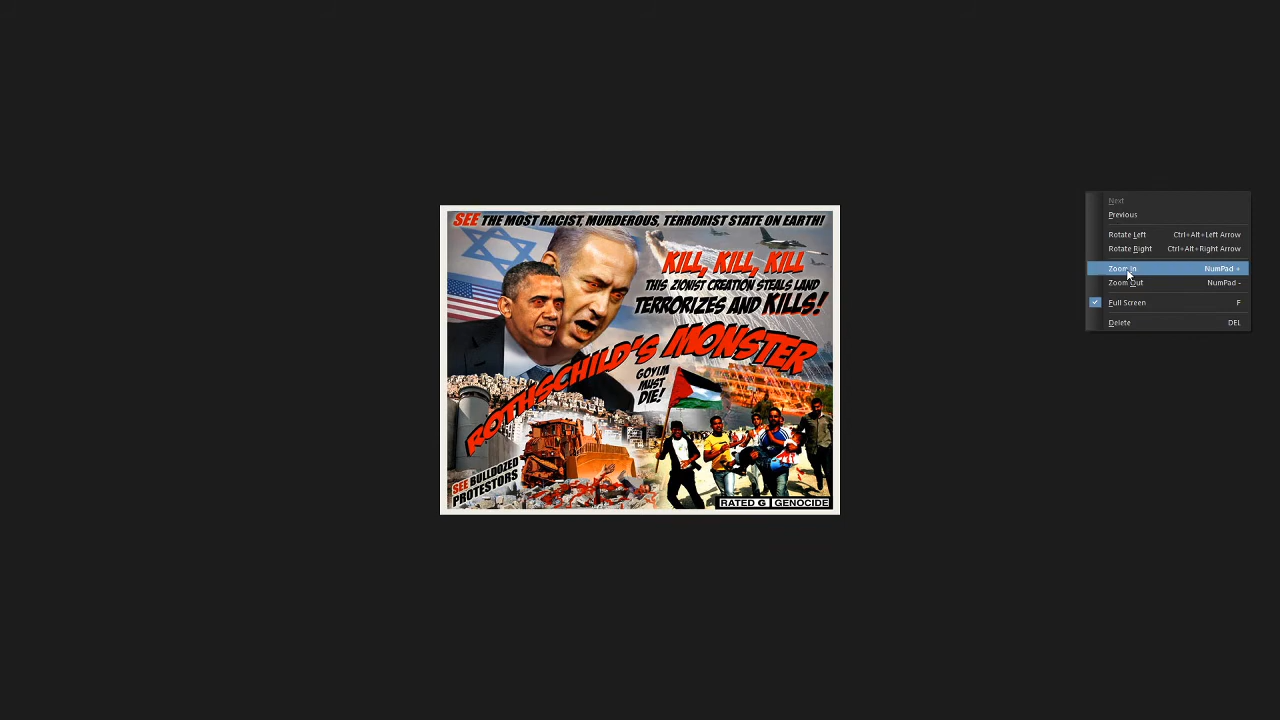 SEE THE MOST RACIST, MURDEROUS, TERRORIST STATE ON EARTH!
KILL, KILL, KILL
THIS ZIONIST CREATION STEALS LAND
TERRORIZES AND KILLS!
ROTHSCHILD'S MONSTER
GOYIM
MUST
DIE!
SEE BULLDOZED
PROTESTORS
RATED G GENOCIDE
Next
Previous
Rotate Left Ctrl+Alt+Left Arrow
Rotate Right Ctrl+Alt+Right Arrow
Zoom In NumPad +
Zoom Out NumPad -
Full Screen F
Delete DEL